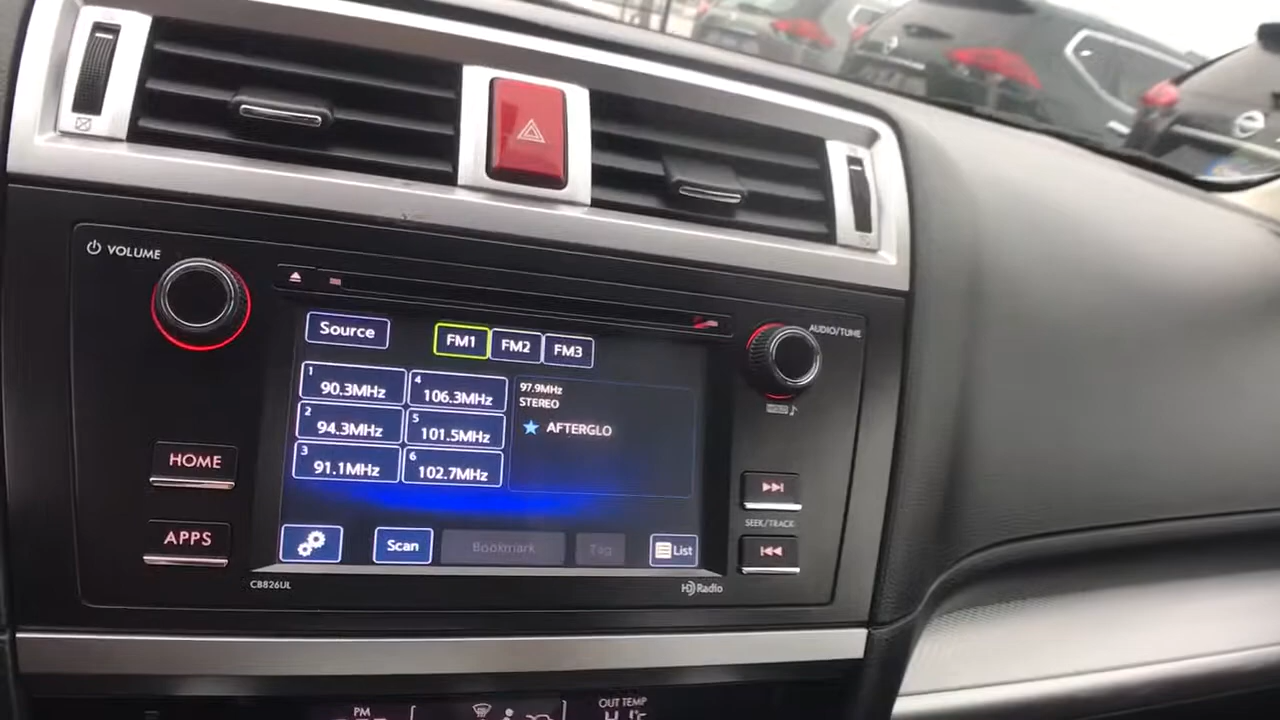 VOLUME
AUDIO/TUNE
Source
FM1
FM2
FM3
1
90.3MHz
4
106.3MHz
2
94.3MHz
5
101.5MHz
3
91.1MHz
6
102.7MHz
97.9MHz
STEREO
AFTERGLO
HOME
APPS
SEEK/TRACK
Scan
Bookmark
Tag
List
CB826UL
HD Radio
PM
OUT TEMP